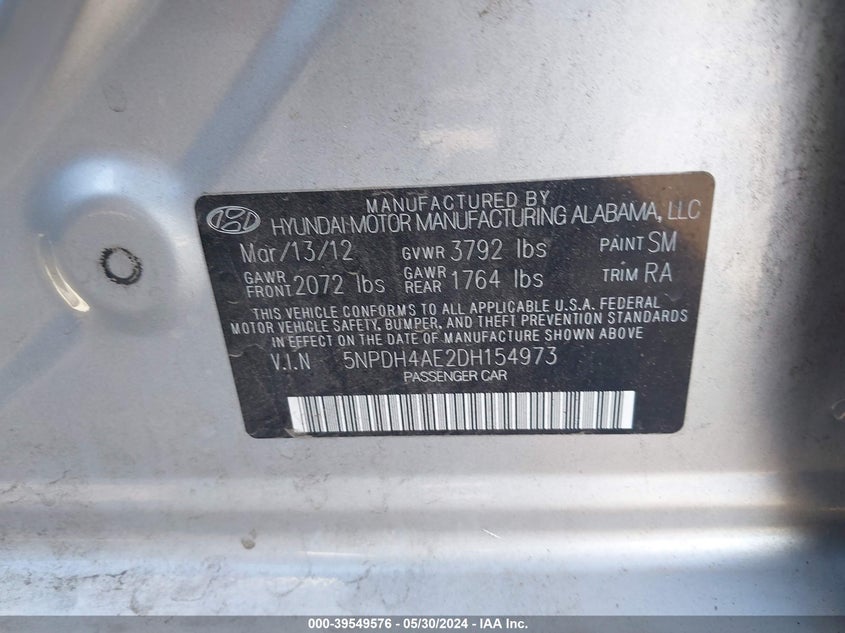 MANUFACTURED BY
HYUNDAI MOTOR MANUFACTURING ALABAMA, LLC
Mar/13/12 GVWR 3792 lbs PAINT SM
GAWR FRONT 2072 lbs GAWR REAR 1764 lbs TRIM RA
THIS VEHICLE CONFORMS TO ALL APPLICABLE U.S.A. FEDERAL
MOTOR VEHICLE SAFETY, BUMPER, AND THEFT PREVENTION STANDARDS
IN EFFECT ON THE DATE OF MANUFACTURE SHOWN ABOVE
V.I.N 5NPDH4AE2DH154973
PASSENGER CAR
000-39549576 - 05/30/2024 - IAA Inc.